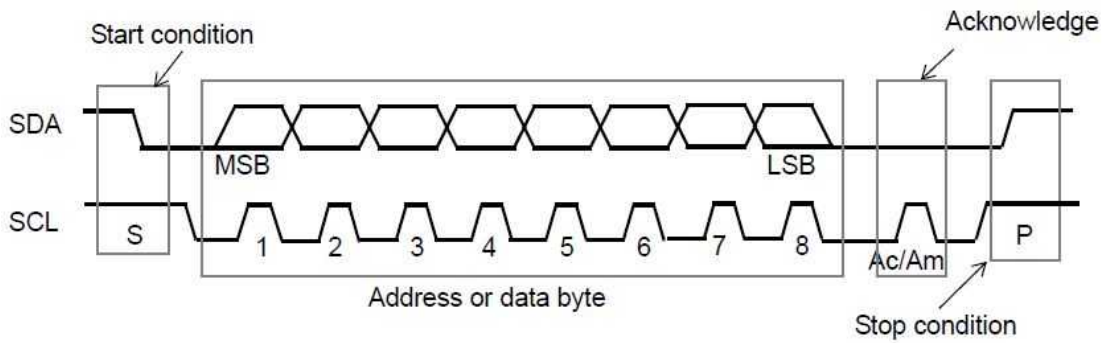 Start condition
Acknowledge
SDA
MSB
LSB
SCL
S
1 2 3 4 5 6 7 8
Ac/Am
P
Address or data byte
Stop condition